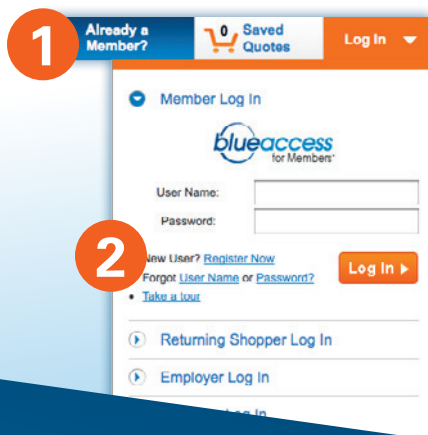 1
Already a
Member?
0
Saved
Quotes
Log In
Member Log In
blueaccess
for Members
User Name:
Password:
2
New User? Register Now
Forgot User Name or Password?
Take a tour
Log In
Returning Shopper Log In
Employer Log In
Log In